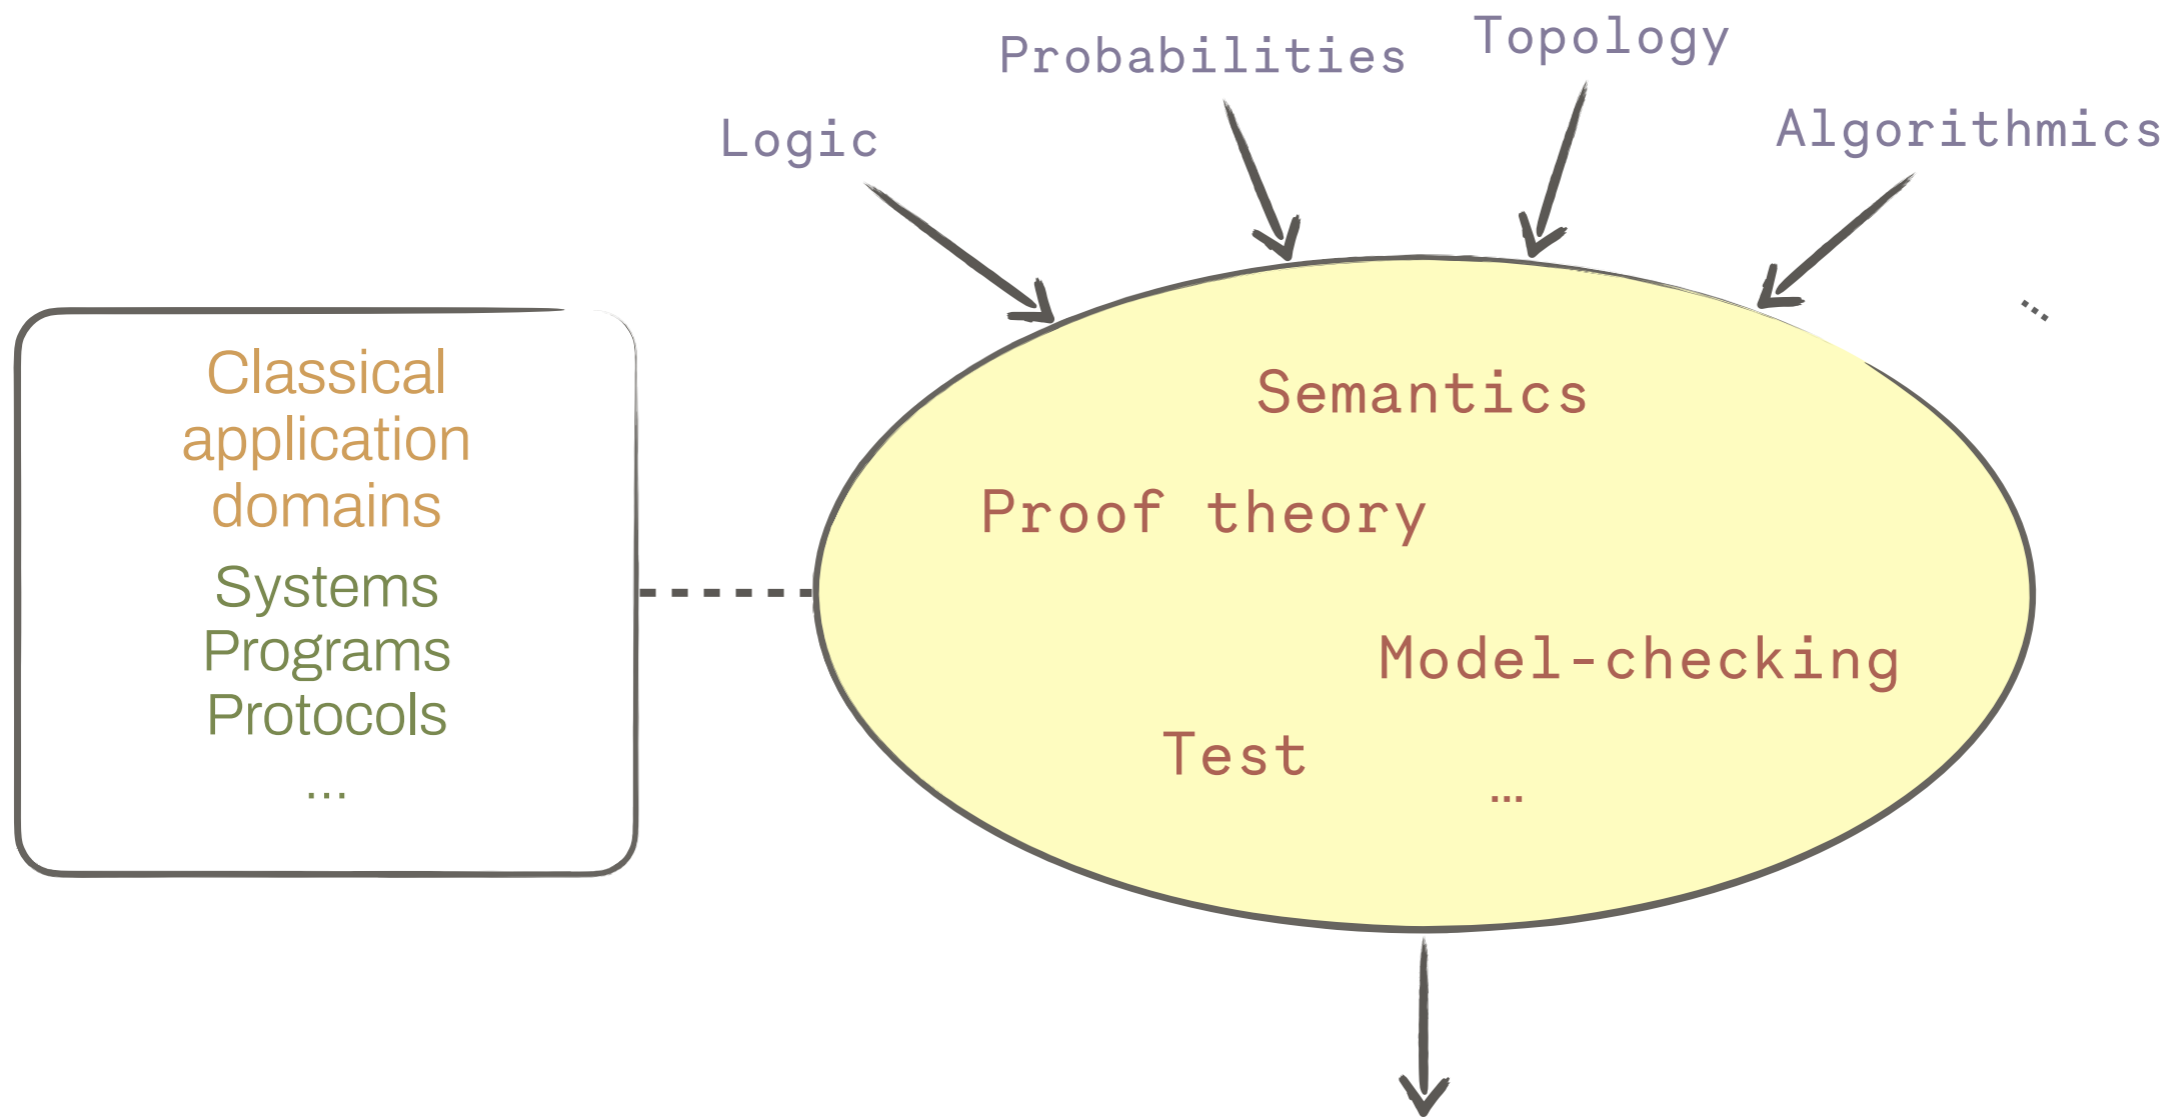 Topology
Probabilities
Algorithmics
Logic
Classical
application
domains
Systems
Programs
Protocols
...
...
Semantics
Proof theory
Model-checking
Test
...